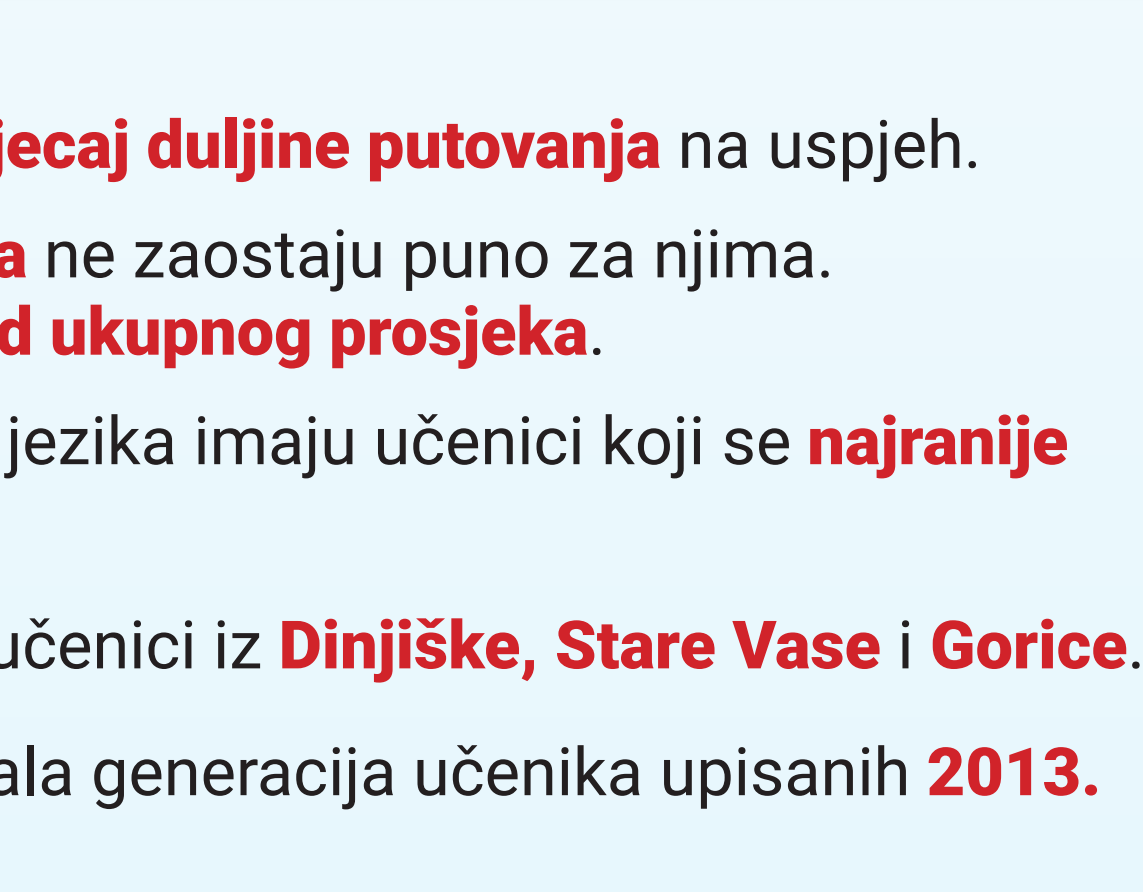 jecaj duljine putovanja na uspjeh.
a ne zaostaju puno za njima.
d ukupnog prosjeka.
jezika imaju učenici koji se najranije
učenici iz Dinjiške, Stare Vase i Gorice.
ala generacija učenika upisanih 2013.